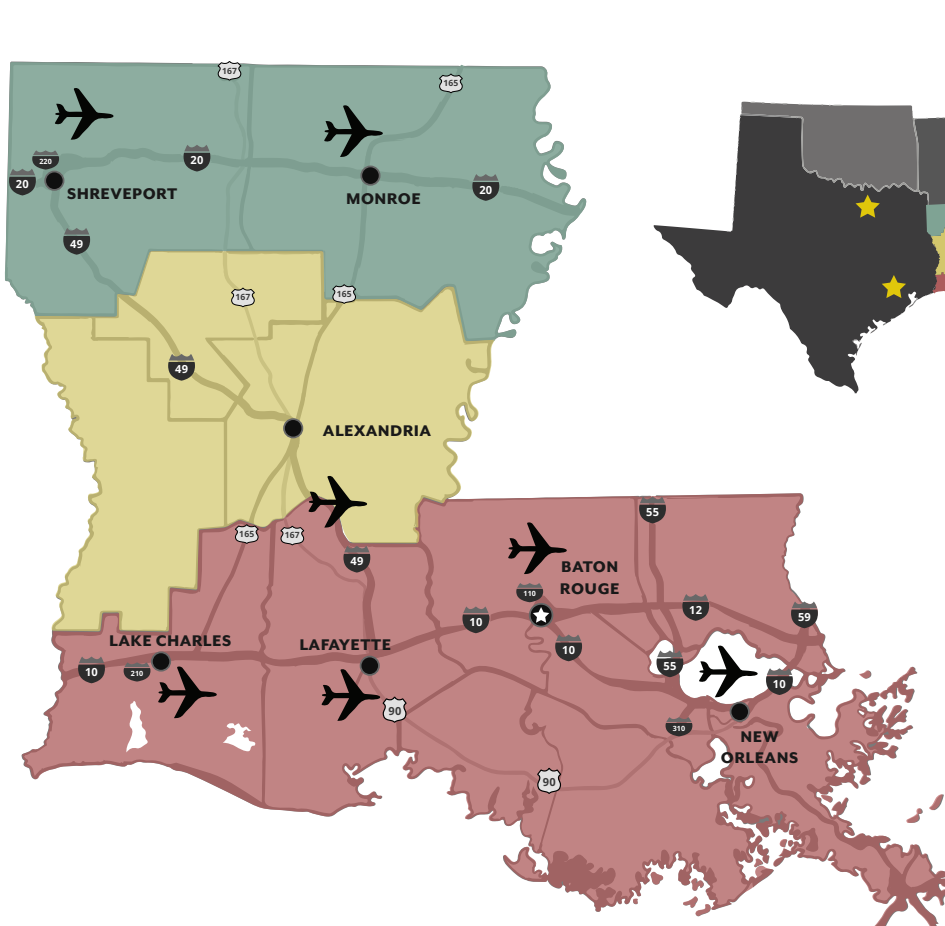 167
165
220
20
20
20
SHREVEPORT
MONROE
49
167
165
49
ALEXANDRIA
165
167
49
55
BATON
ROUGE
110
10
12
59
LAKE CHARLES
LAFAYETTE
10
10
210
55
10
90
310
NEW
ORLEANS
90